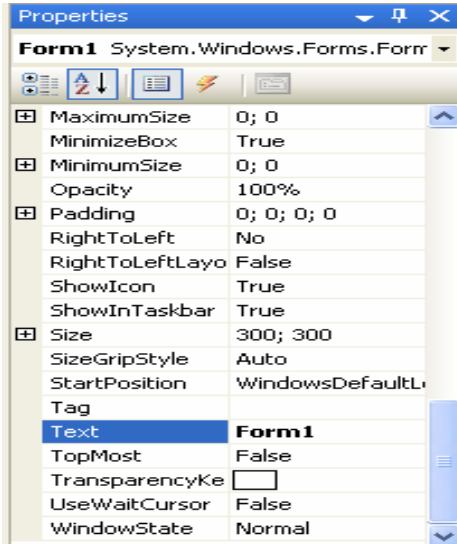 Properties
Form1 System.Windows.Forms.Form
MaximumSize 0; 0
MinimizeBox True
MinimumSize 0; 0
Opacity 100%
Padding 0; 0; 0; 0
RightToLeft No
RightToLeftLayo False
ShowIcon True
ShowInTaskbar True
Size 300; 300
SizeGripStyle Auto
StartPosition WindowsDefaultL
Tag
Text Form1
TopMost False
TransparencyKe
UseWaitCursor False
WindowState Normal